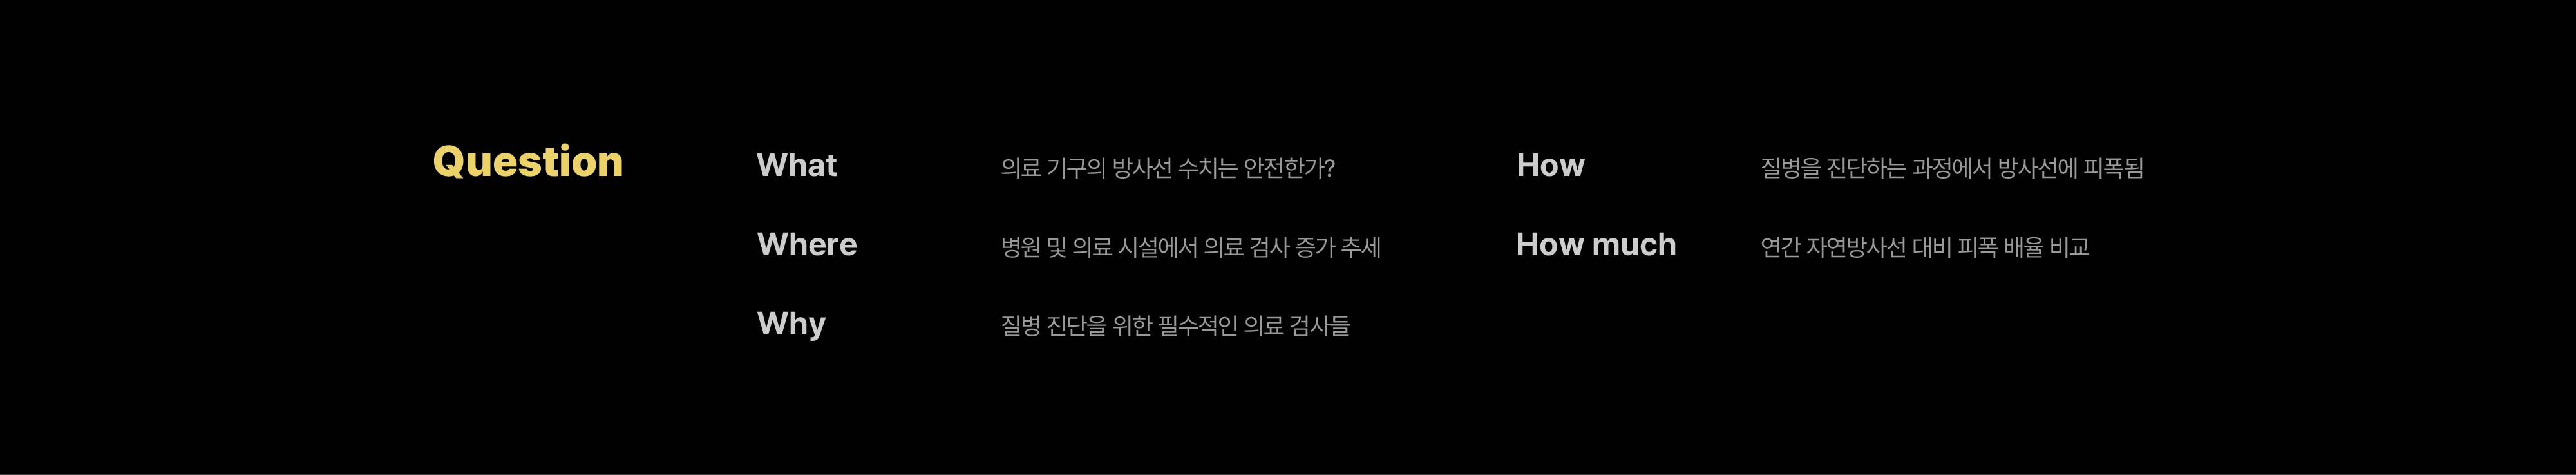 Question
What 의료 기구의 방사선 수치는 안전한가?
Where 병원 및 의료 시설에서 의료 검사 증가 추세
Why 질병 진단을 위한 필수적인 의료 검사들
How 질병을 진단하는 과정에서 방사선에 피폭됨
How much 연간 자연방사선 대비 피폭 배율 비교